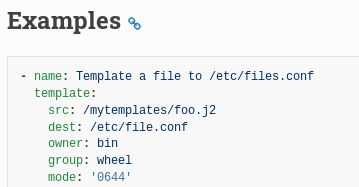 Examples
- name: Template a file to /etc/files.conf
  template:
    src: /mytemplates/foo.j2
    dest: /etc/file.conf
    owner: bin
    group: wheel
    mode: '0644'